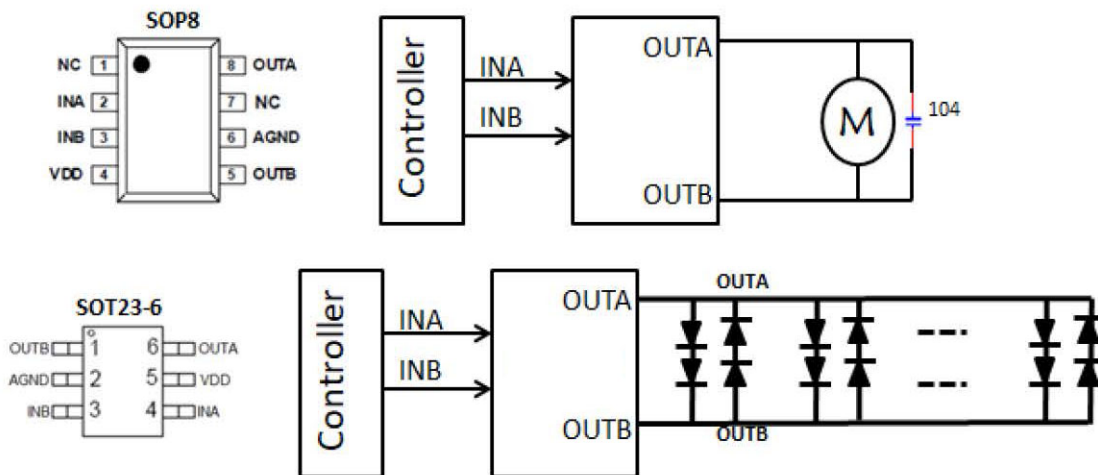 SOP8
NC 1 8 OUTA
INA 2 7 NC
INB 3 6 AGND
VDD 4 5 OUTB
Controller
INA
INB
OUTA
OUTB
M
104
SOT23-6
OUTB 1 6 OUTA
AGND 2 5 VDD
INB 3 4 INA
Controller
INA
INB
OUTA
OUTB
OUTA
OUTB